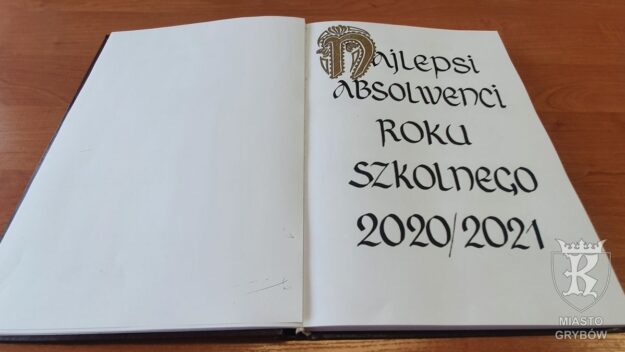 Najlepsi
absolwenci
roku
szkolnego
2020/2021
MIASTO
GRYBÓW